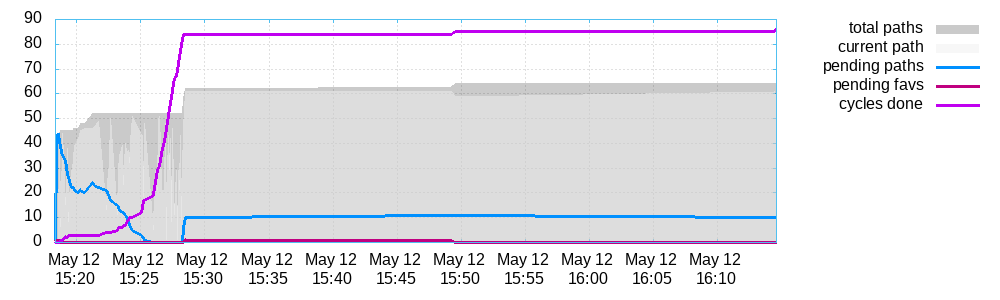 90
80
70
60
50
40
30
20
10
0
May 12 May 12 May 12 May 12 May 12 May 12 May 12 May 12 May 12 May 12 May 12
15:20 15:25 15:30 15:35 15:40 15:45 15:50 15:55 16:00 16:05 16:10
total paths
current path
pending paths
pending favs
cycles done